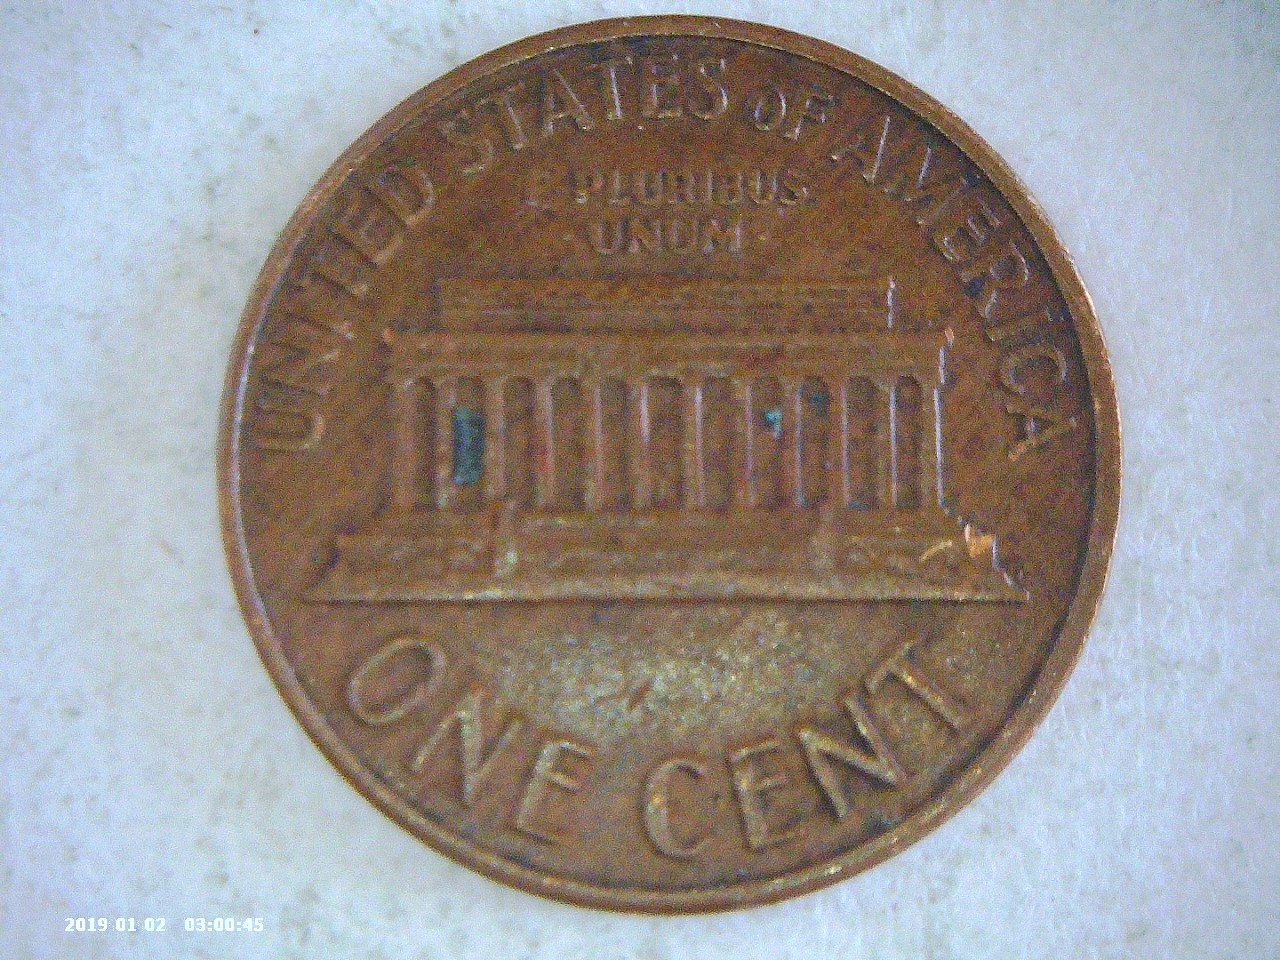 UNITED STATES OF AMERICA
E PLURIBUS
·UNUM·
ONE CENT
2019 01 02 03:00:45